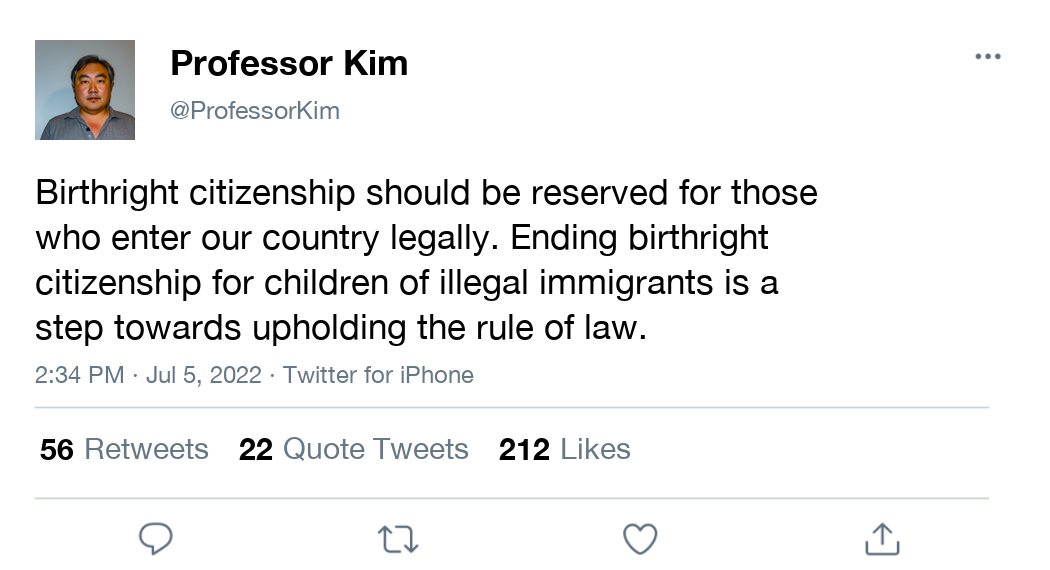 Professor Kim
@ProfessorKim
Birthright citizenship should be reserved for those
who enter our country legally. Ending birthright
citizenship for children of illegal immigrants is a
step towards upholding the rule of law.
2:34 PM · Jul 5, 2022 · Twitter for iPhone
56 Retweets 22 Quote Tweets 212 Likes